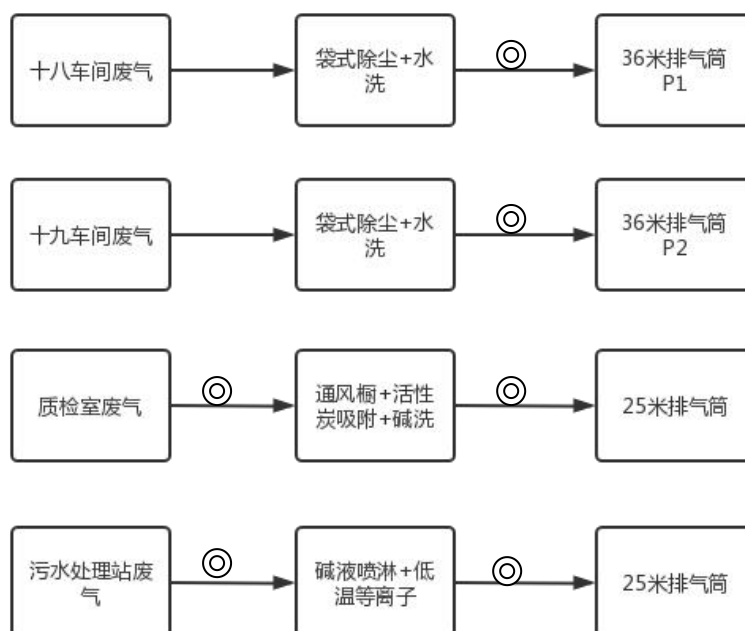 十八车间废气
袋式除尘+水
洗
36米排气筒
P1
十九车间废气
袋式除尘+水
洗
36米排气筒
P2
质检室废气
通风橱+活性
炭吸附+碱洗
25米排气筒
污水处理站废
气
碱液喷淋+低
温等离子
25米排气筒